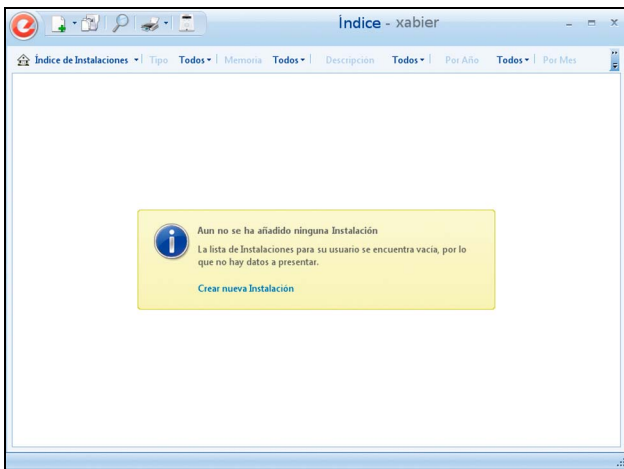 Índice - xabier
Índice de Instalaciones Tipo Todos Memoria Todos Descripción Todos Por Año Todos Por Mes
Aun no se ha añadido ninguna Instalación
La lista de Instalaciones para su usuario se encuentra vacia, por lo
que no hay datos a presentar.
Crear nueva Instalación